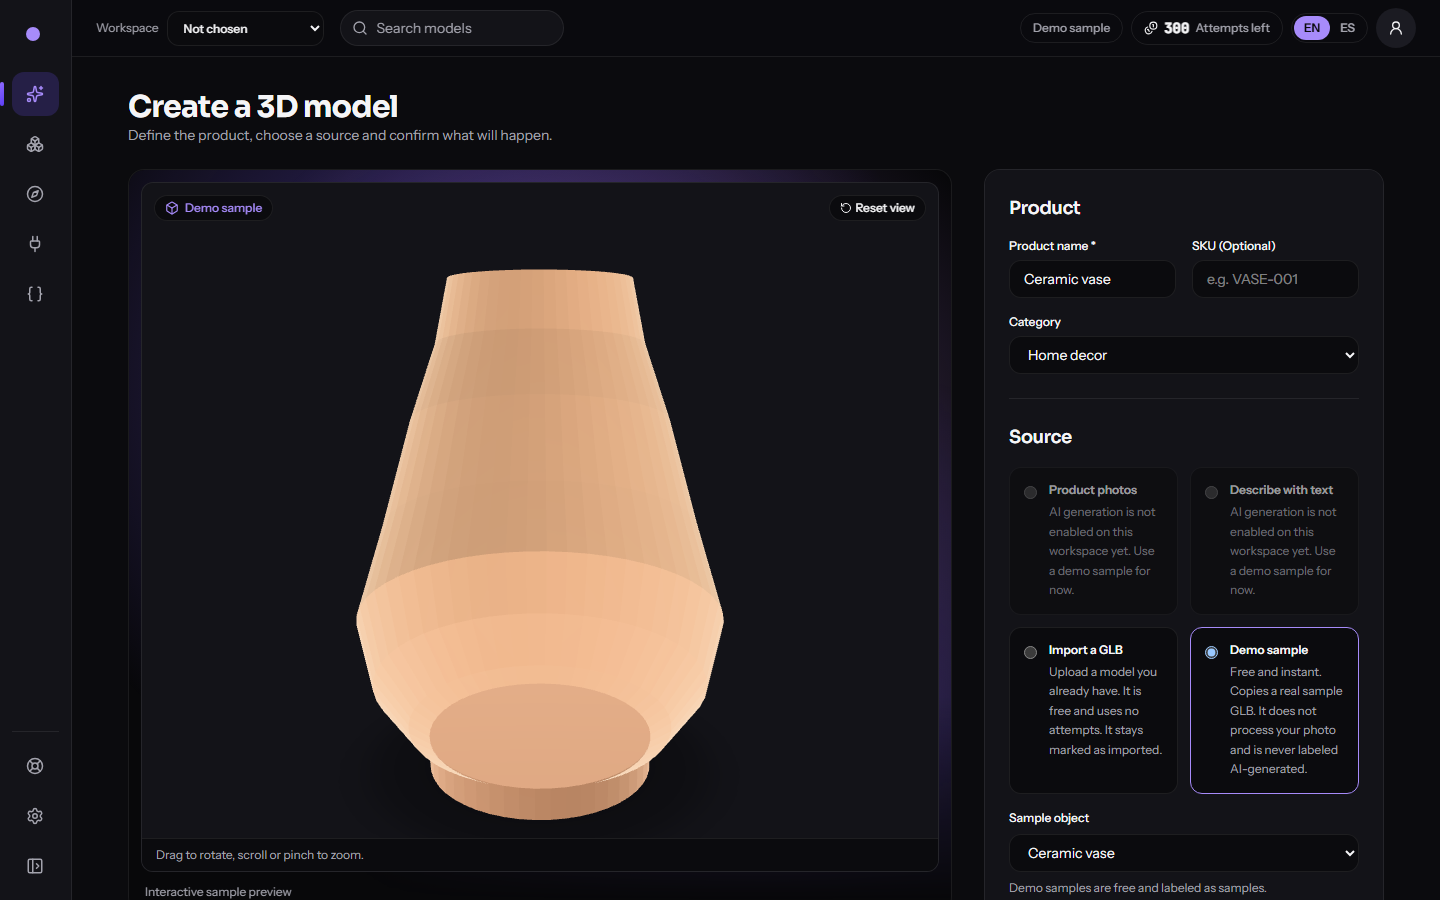 Workspace
Not chosen
Search models
Demo sample
300 Attempts left
EN
ES
Create a 3D model
Define the product, choose a source and confirm what will happen.
Demo sample
Reset view
Drag to rotate, scroll or pinch to zoom.
Interactive sample preview
Product
Product name *
SKU (Optional)
Ceramic vase
e.g. VASE-001
Category
Home decor
Source
Product photos
AI generation is not
enabled on this
workspace yet. Use
a demo sample for
now.
Describe with text
AI generation is not
enabled on this
workspace yet. Use
a demo sample for
now.
Import a GLB
Upload a model you
already have. It is
free and uses no
attempts. It stays
marked as imported.
Demo sample
Free and instant.
Copies a real sample
GLB. It does not
process your photo
and is never labeled
AI-generated.
Sample object
Ceramic vase
Demo samples are free and labeled as samples.